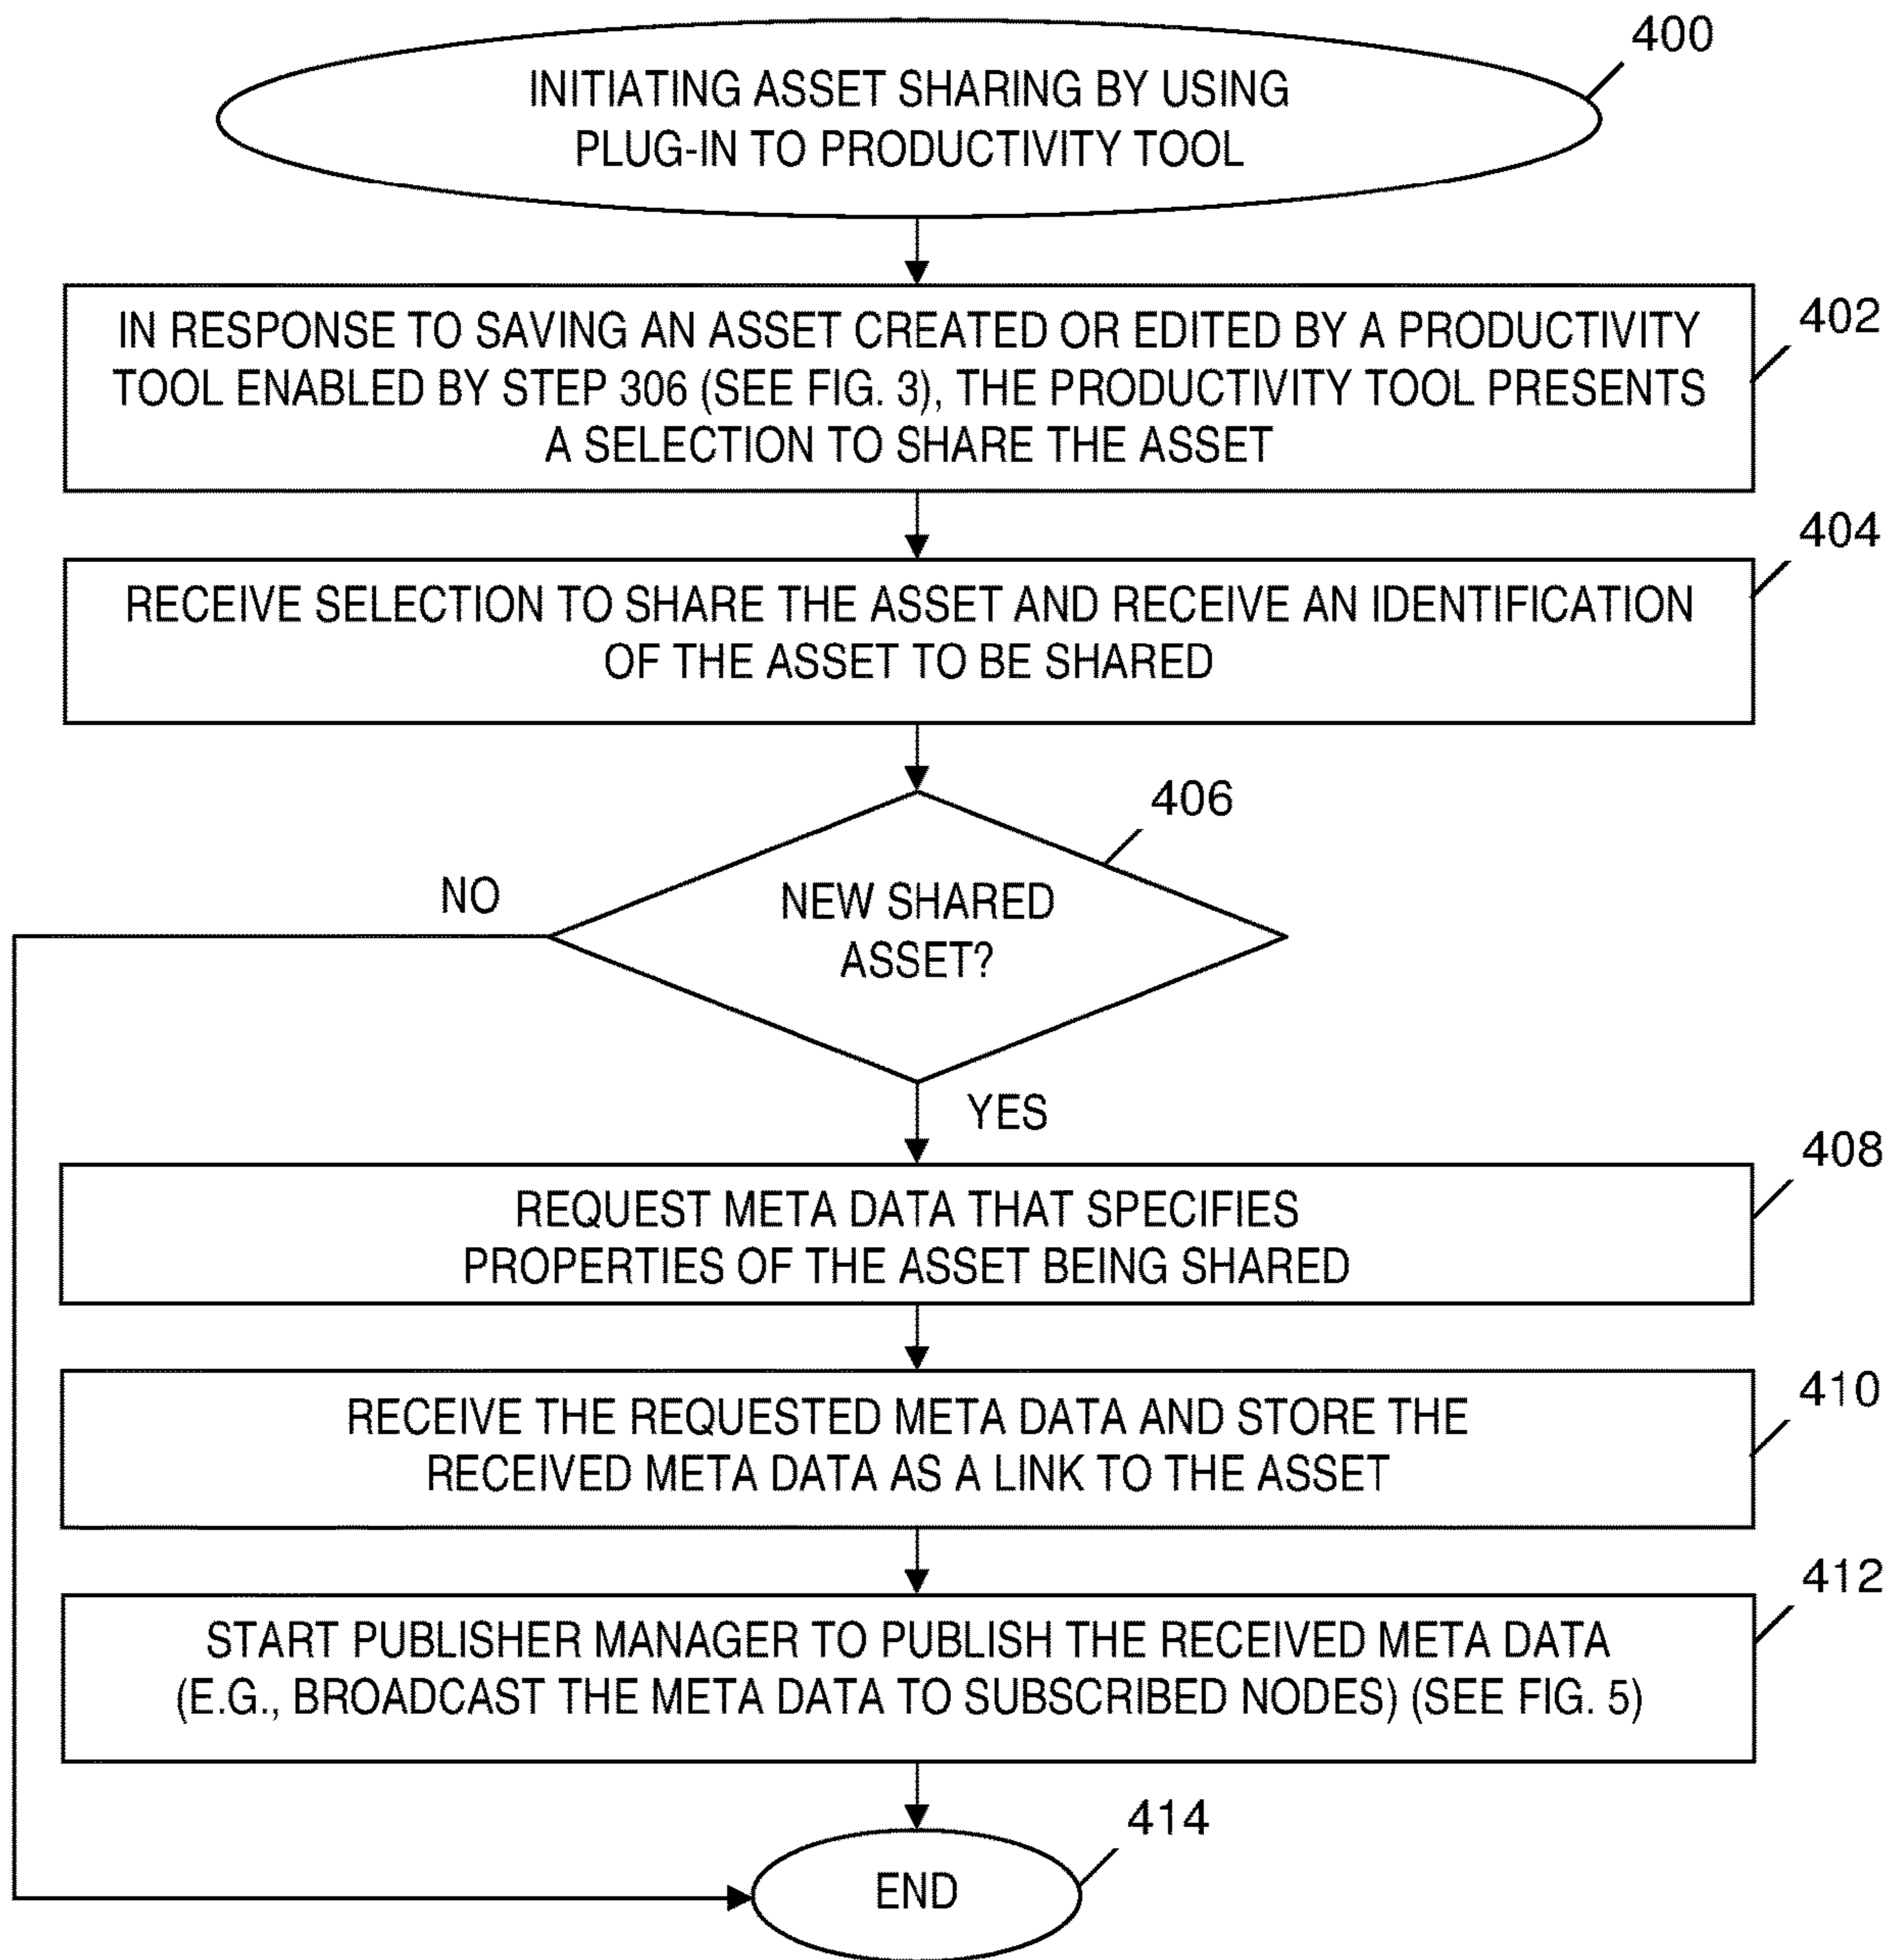 400
INITIATING ASSET SHARING BY USING
PLUG-IN TO PRODUCTIVITY TOOL
402
IN RESPONSE TO SAVING AN ASSET CREATED OR EDITED BY A PRODUCTIVITY
TOOL ENABLED BY STEP 306 (SEE FIG. 3), THE PRODUCTIVITY TOOL PRESENTS
A SELECTION TO SHARE THE ASSET
404
RECEIVE SELECTION TO SHARE THE ASSET AND RECEIVE AN IDENTIFICATION
OF THE ASSET TO BE SHARED
406
NO
NEW SHARED
ASSET?
YES
408
REQUEST META DATA THAT SPECIFIES
PROPERTIES OF THE ASSET BEING SHARED
410
RECEIVE THE REQUESTED META DATA AND STORE THE
RECEIVED META DATA AS A LINK TO THE ASSET
412
START PUBLISHER MANAGER TO PUBLISH THE RECEIVED META DATA
(E.G., BROADCAST THE META DATA TO SUBSCRIBED NODES) (SEE FIG. 5)
414
END